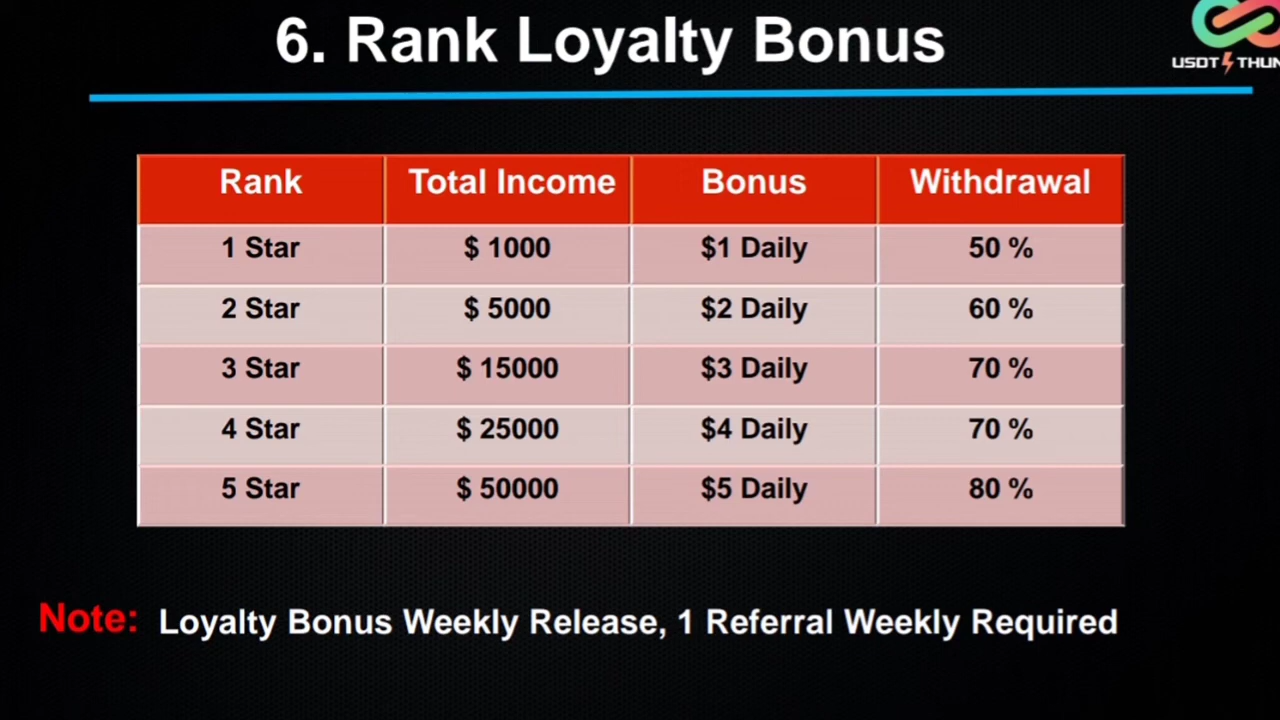 6. Rank Loyalty Bonus
USDT
Rank Total Income Bonus Withdrawal
1 Star $ 1000 $1 Daily 50 %
2 Star $ 5000 $2 Daily 60 %
3 Star $ 15000 $3 Daily 70 %
4 Star $ 25000 $4 Daily 70 %
5 Star $ 50000 $5 Daily 80 %
Note: Loyalty Bonus Weekly Release, 1 Referral Weekly Required